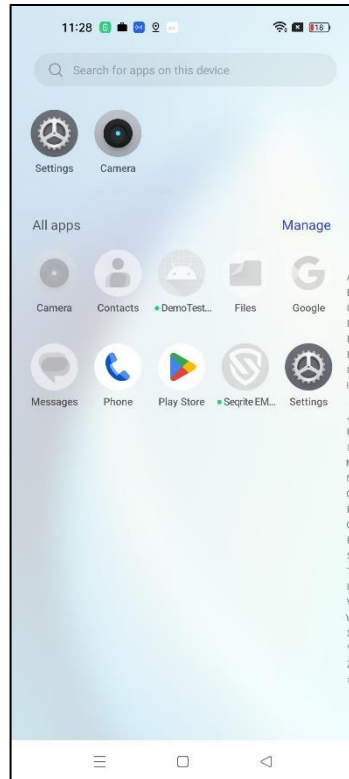 11:28
18
Search for apps on this device
Settings Camera
All apps Manage
Camera Contacts DemoTest... Files Google
Messages Phone Play Store Seqrite EM... Settings